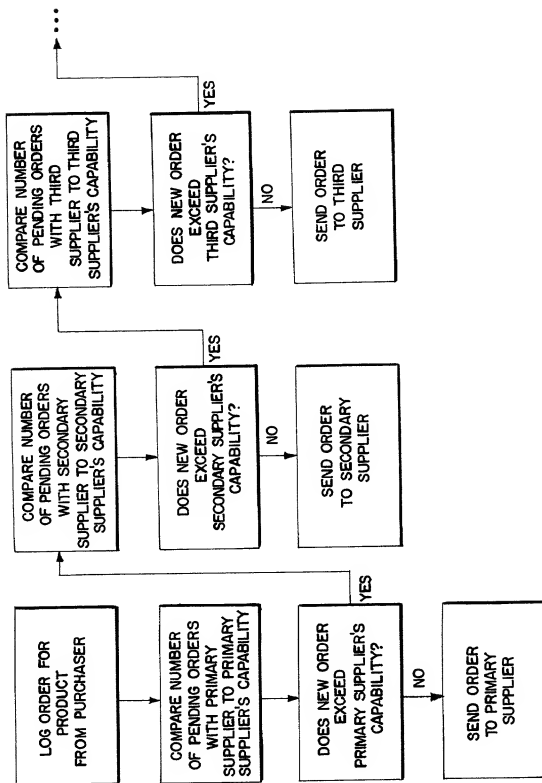 LOG ORDER FOR
PRODUCT
FROM PURCHASER
COMPARE NUMBER
OF PENDING ORDERS
WITH PRIMARY
SUPPLIER TO PRIMARY
SUPPLIER'S CAPABILITY
DOES NEW ORDER
EXCEED
PRIMARY SUPPLIER'S
CAPABILITY?
YES
NO
SEND ORDER
TO PRIMARY
SUPPLIER
COMPARE NUMBER
OF PENDING ORDERS
WITH SECONDARY
SUPPLIER TO SECONDARY
SUPPLIER'S CAPABILITY
DOES NEW ORDER
EXCEED
SECONDARY SUPPLIER'S
CAPABILITY?
YES
NO
SEND ORDER
TO SECONDARY
SUPPLIER
COMPARE NUMBER
OF PENDING ORDERS
WITH THIRD
SUPPLIER TO THIRD
SUPPLIER'S CAPABILITY
DOES NEW ORDER
EXCEED
THIRD SUPPLIER'S
CAPABILITY?
YES
NO
SEND ORDER
TO THIRD
SUPPLIER
...